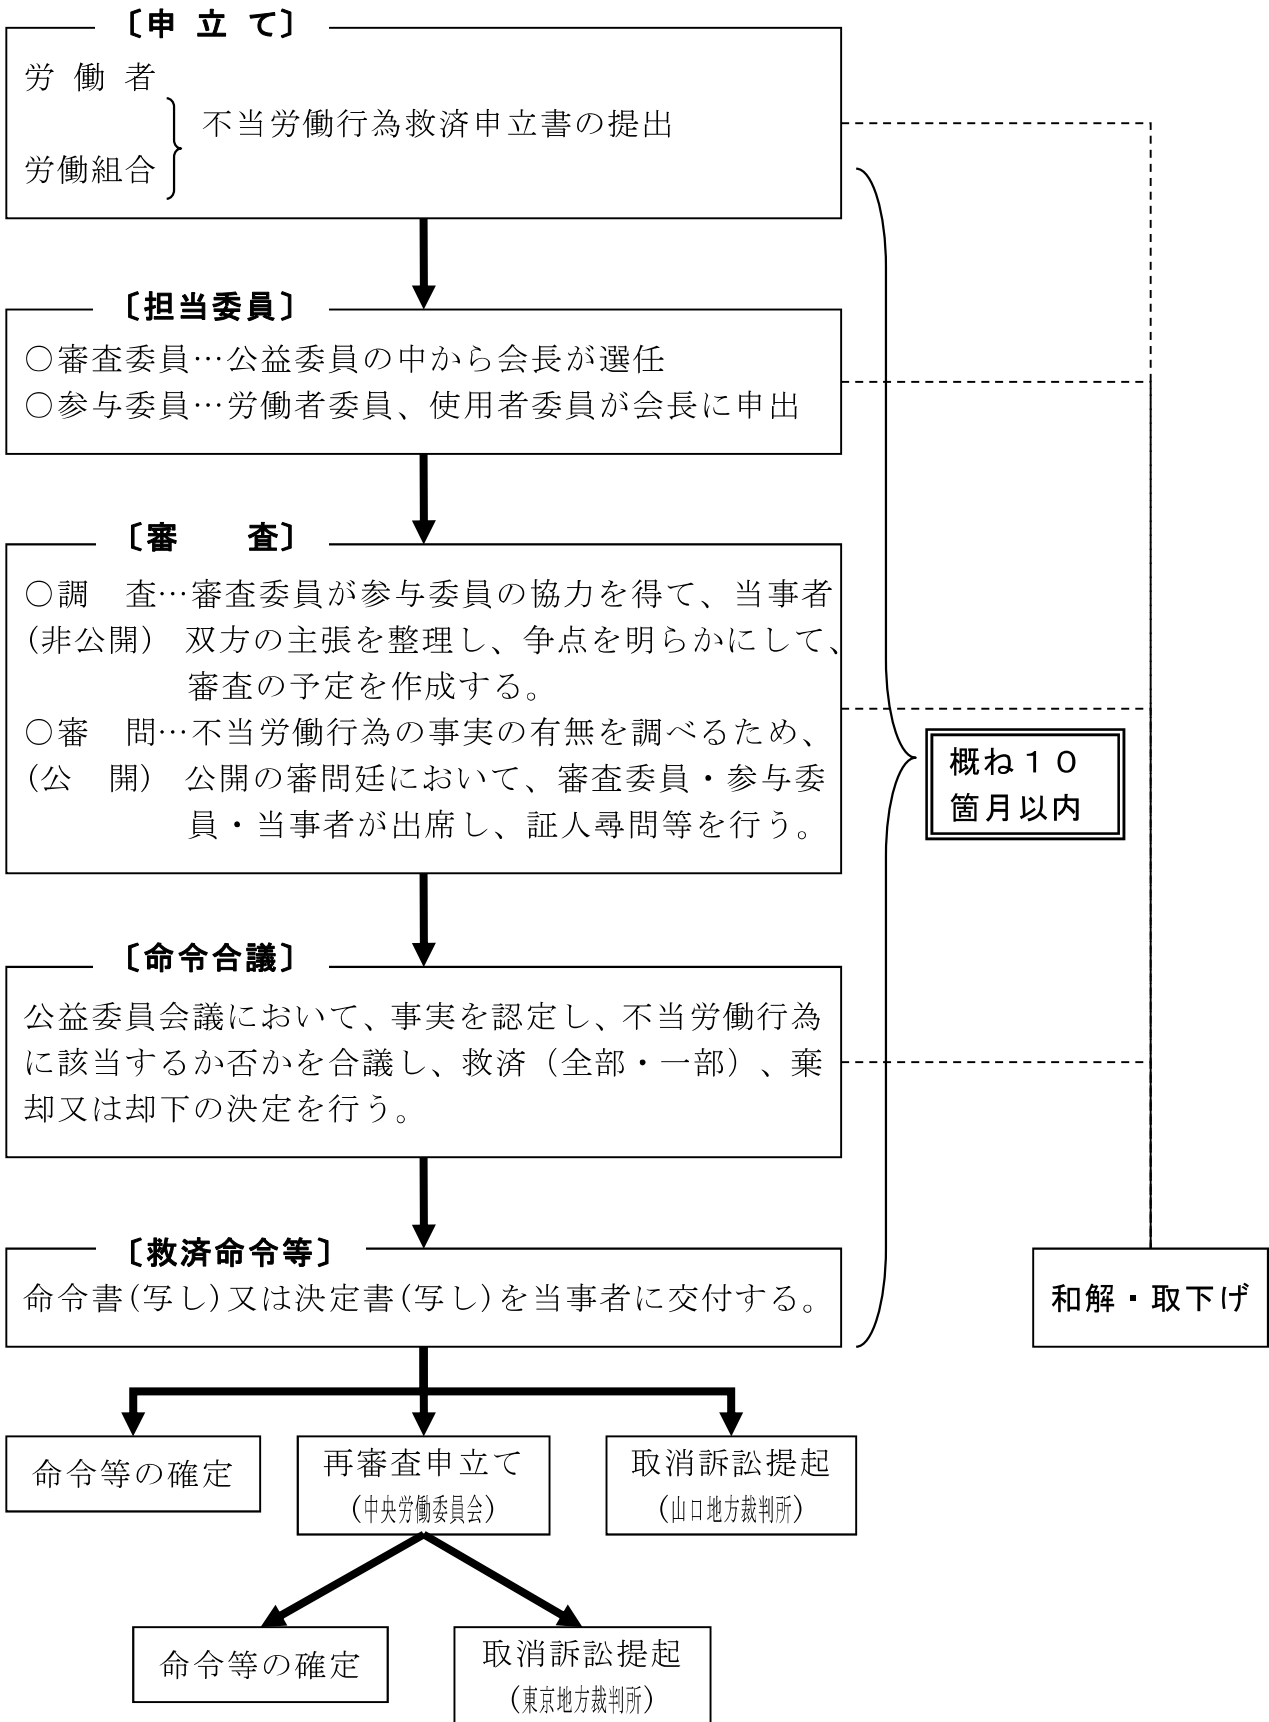 〔申 立 て〕
労 働 者
不当労働行為救済申立書の提出
労働組合
〔担当委員〕
○審査委員…公益委員の中から会長が選任
○参与委員…労働者委員、使用者委員が会長に申出
〔審　　査〕
○調　査…審査委員が参与委員の協力を得て、当事者
(非公開)　双方の主張を整理し、争点を明らかにして、
審査の予定を作成する。
○審　問…不当労働行為の事実の有無を調べるため、
(公　開)　公開の審問廷において、審査委員・参与委
員・当事者が出席し、証人尋問等を行う。
概ね１０
箇月以内
〔命令合議〕
公益委員会議において、事実を認定し、不当労働行為
に該当するか否かを合議し、救済（全部・一部）、棄
却又は却下の決定を行う。
〔救済命令等〕
命令書(写し)又は決定書(写し)を当事者に交付する。
和解・取下げ
命令等の確定
再審査申立て
(中央労働委員会)
取消訴訟提起
(山口地方裁判所)
命令等の確定
取消訴訟提起
(東京地方裁判所)